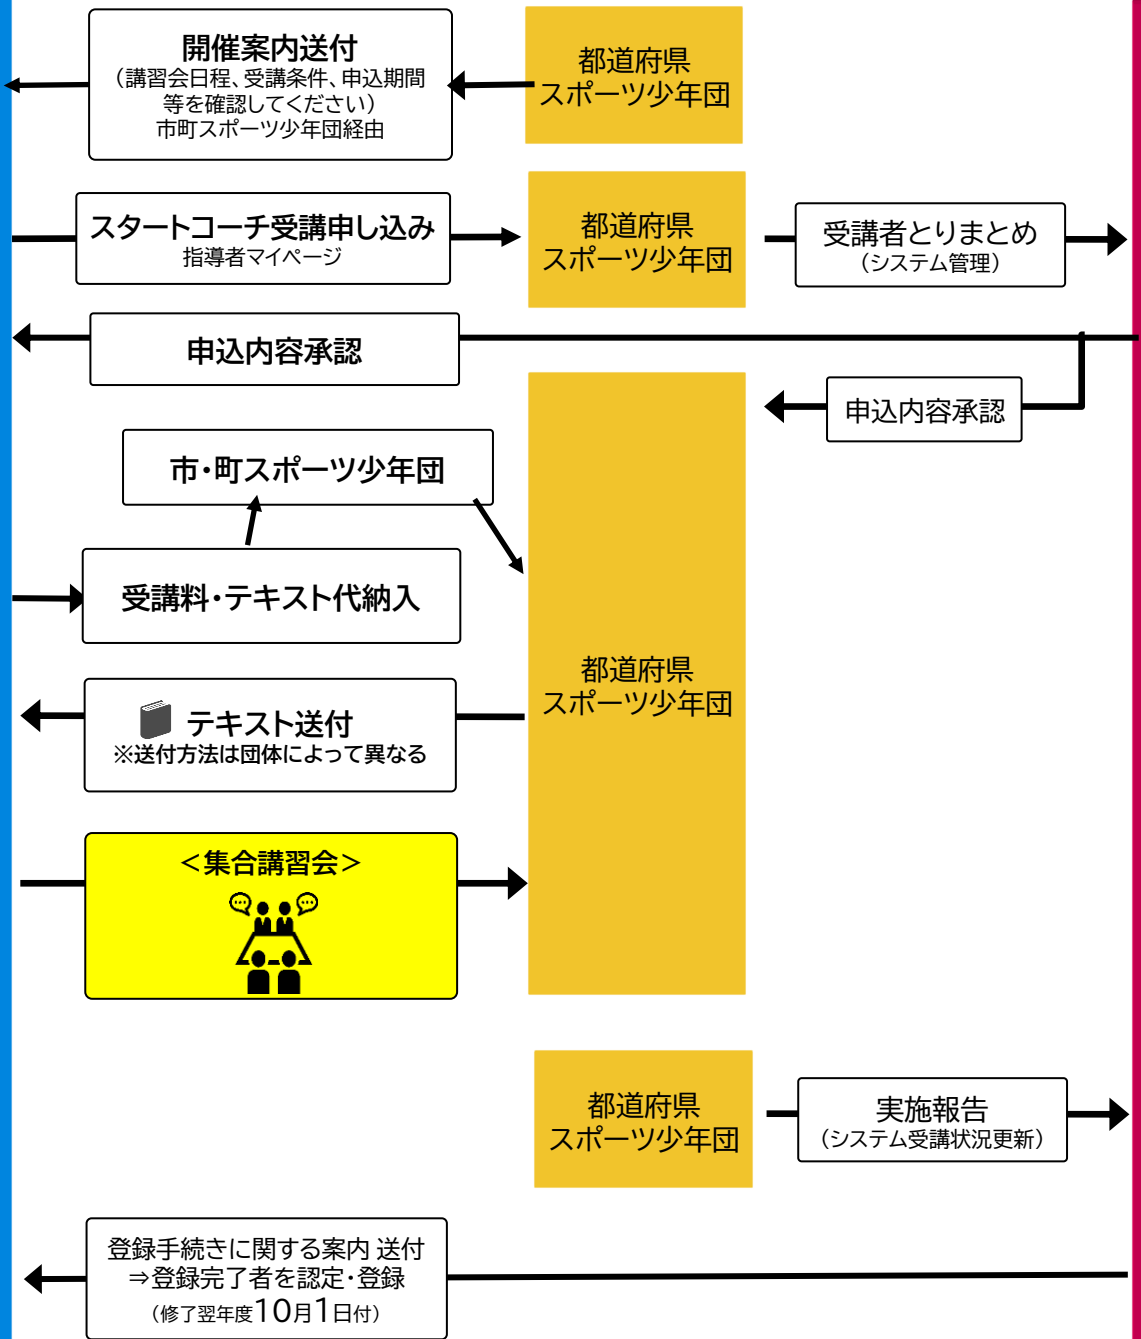 開催案内送付
（講習会日程、受講条件、申込期間
等を確認してください）
市町スポーツ少年団経由
都道府県
スポーツ少年団
スタートコーチ受講申し込み
指導者マイページ
都道府県
スポーツ少年団
受講者とりまとめ
（システム管理）
申込内容承認
申込内容承認
市・町スポーツ少年団
受講料・テキスト代納入
都道府県
スポーツ少年団
テキスト送付
※送付方法は団体によって異なる
＜集合講習会＞
都道府県
スポーツ少年団
実施報告
（システム受講状況更新）
登録手続きに関する案内 送付
⇒登録完了者を認定・登録
（修了翌年度10月1日付）